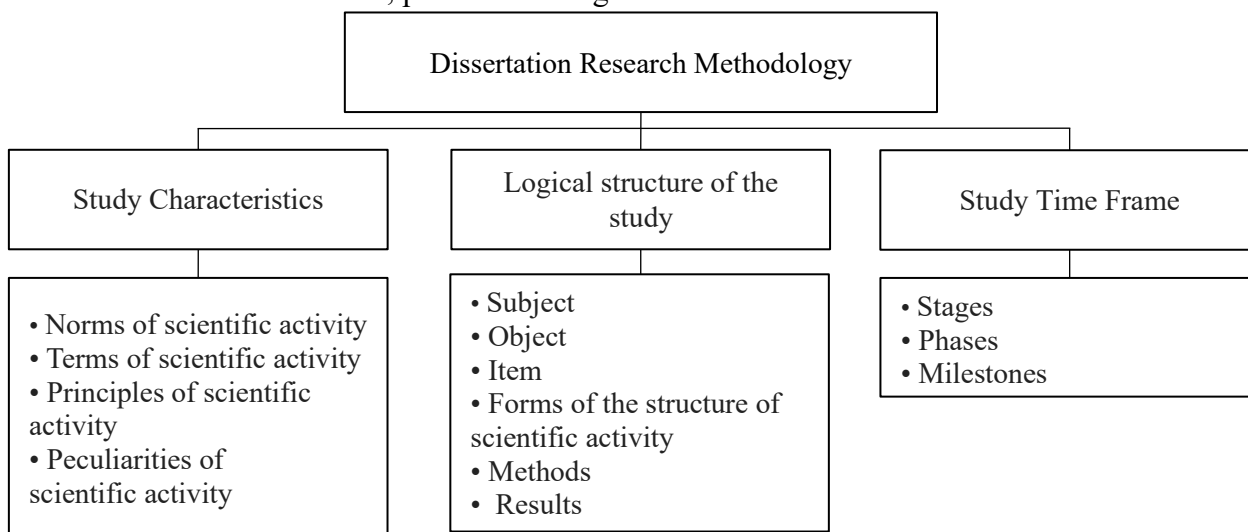 Dissertation Research Methodology
Study Characteristics
Logical structure of the
study
Study Time Frame
• Norms of scientific activity
• Terms of scientific activity
• Principles of scientific
activity
• Peculiarities of
scientific activity
• Subject
• Object
• Item
• Forms of the structure of
scientific activity
• Methods
• Results
• Stages
• Phases
• Milestones